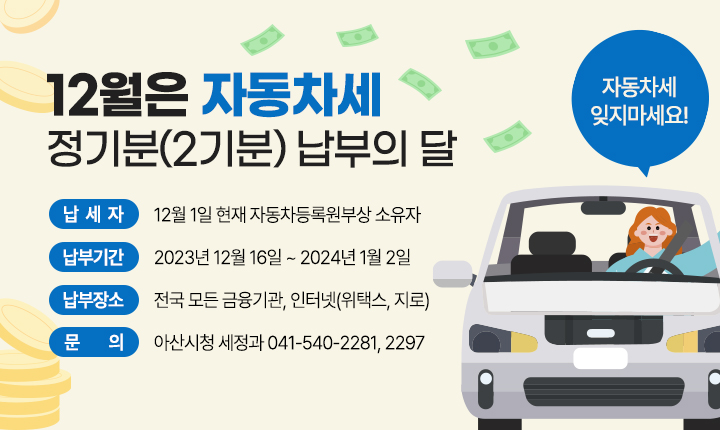 12월은 자동차세
정기분(2기분) 납부의 달
자동차세
잊지마세요!
납 세 자 12월 1일 현재 자동차등록원부상 소유자
납부기간 2023년 12월 16일 ~ 2024년 1월 2일
납부장소 전국 모든 금융기관, 인터넷(위택스, 지로)
문 의 아산시청 세정과 041-540-2281, 2297